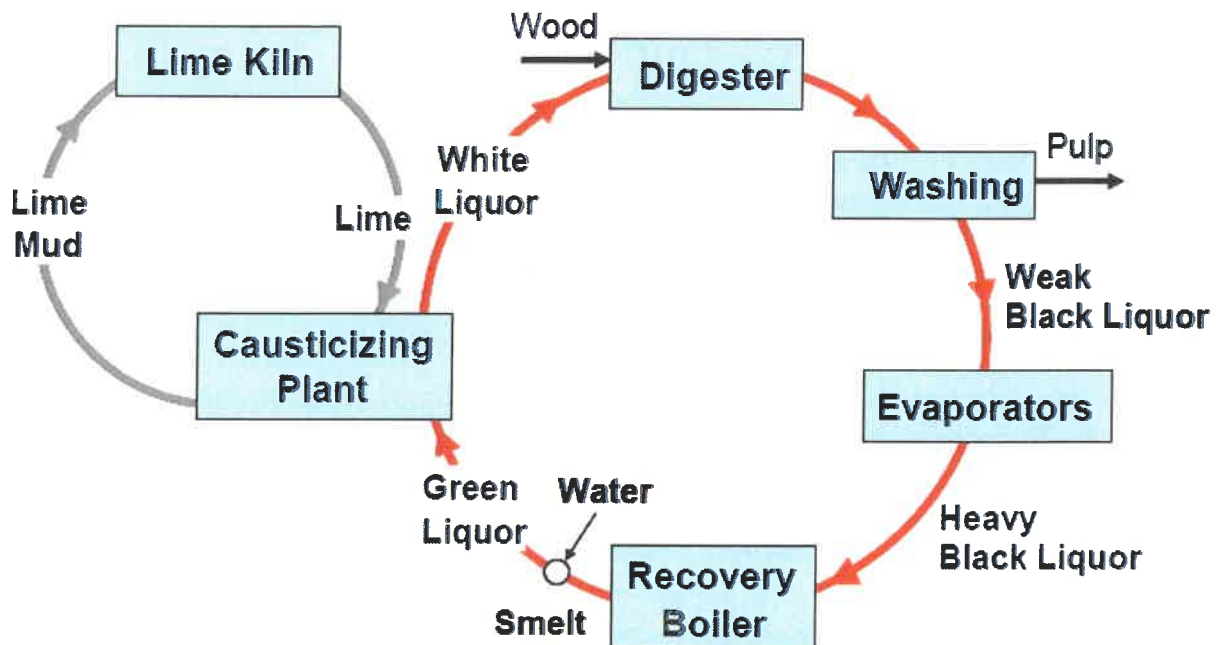 Lime Kiln
Wood
Digester
White
Liquor
Washing
Pulp
Lime
Mud
Lime
Weak
Black Liquor
Causticizing
Plant
Evaporators
Green
Liquor
Water
Heavy
Black Liquor
Smelt
Recovery
Boiler